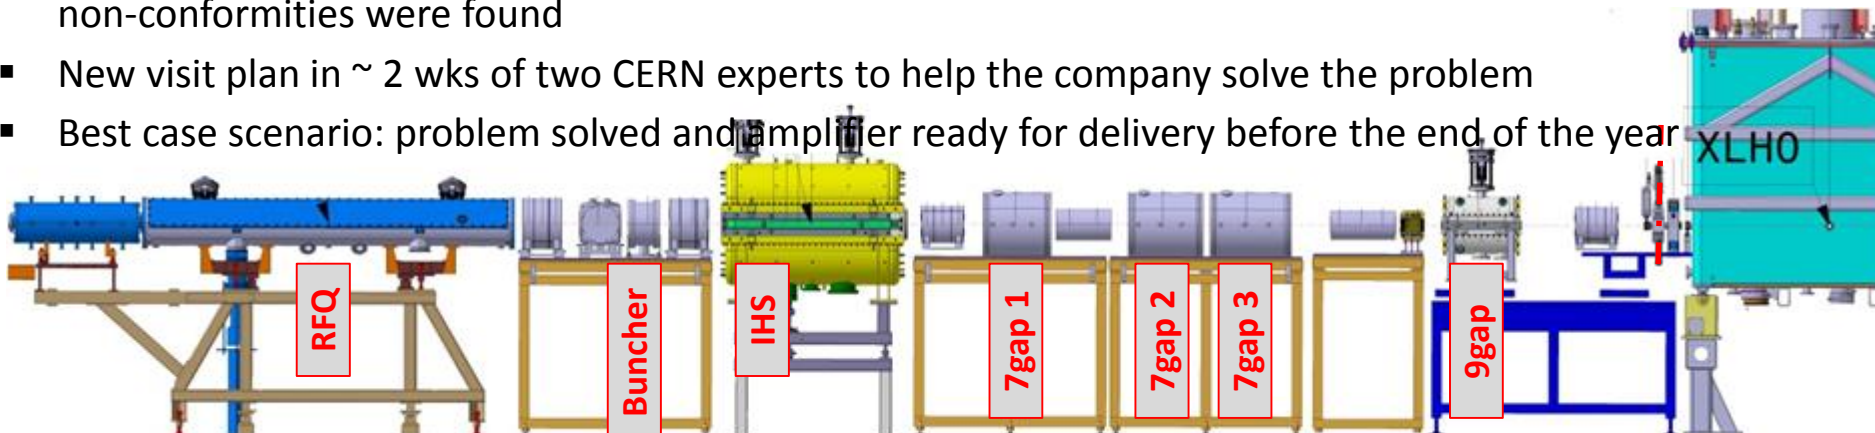 non-conformities were found
▪ New visit plan in ~ 2 wks of two CERN experts to help the company solve the problem
▪ Best case scenario: problem solved and amplifier ready for delivery before the end of the year
XLH0
RFQ
Buncher
IHS
7gap 1
7gap 2
7gap 3
9gap